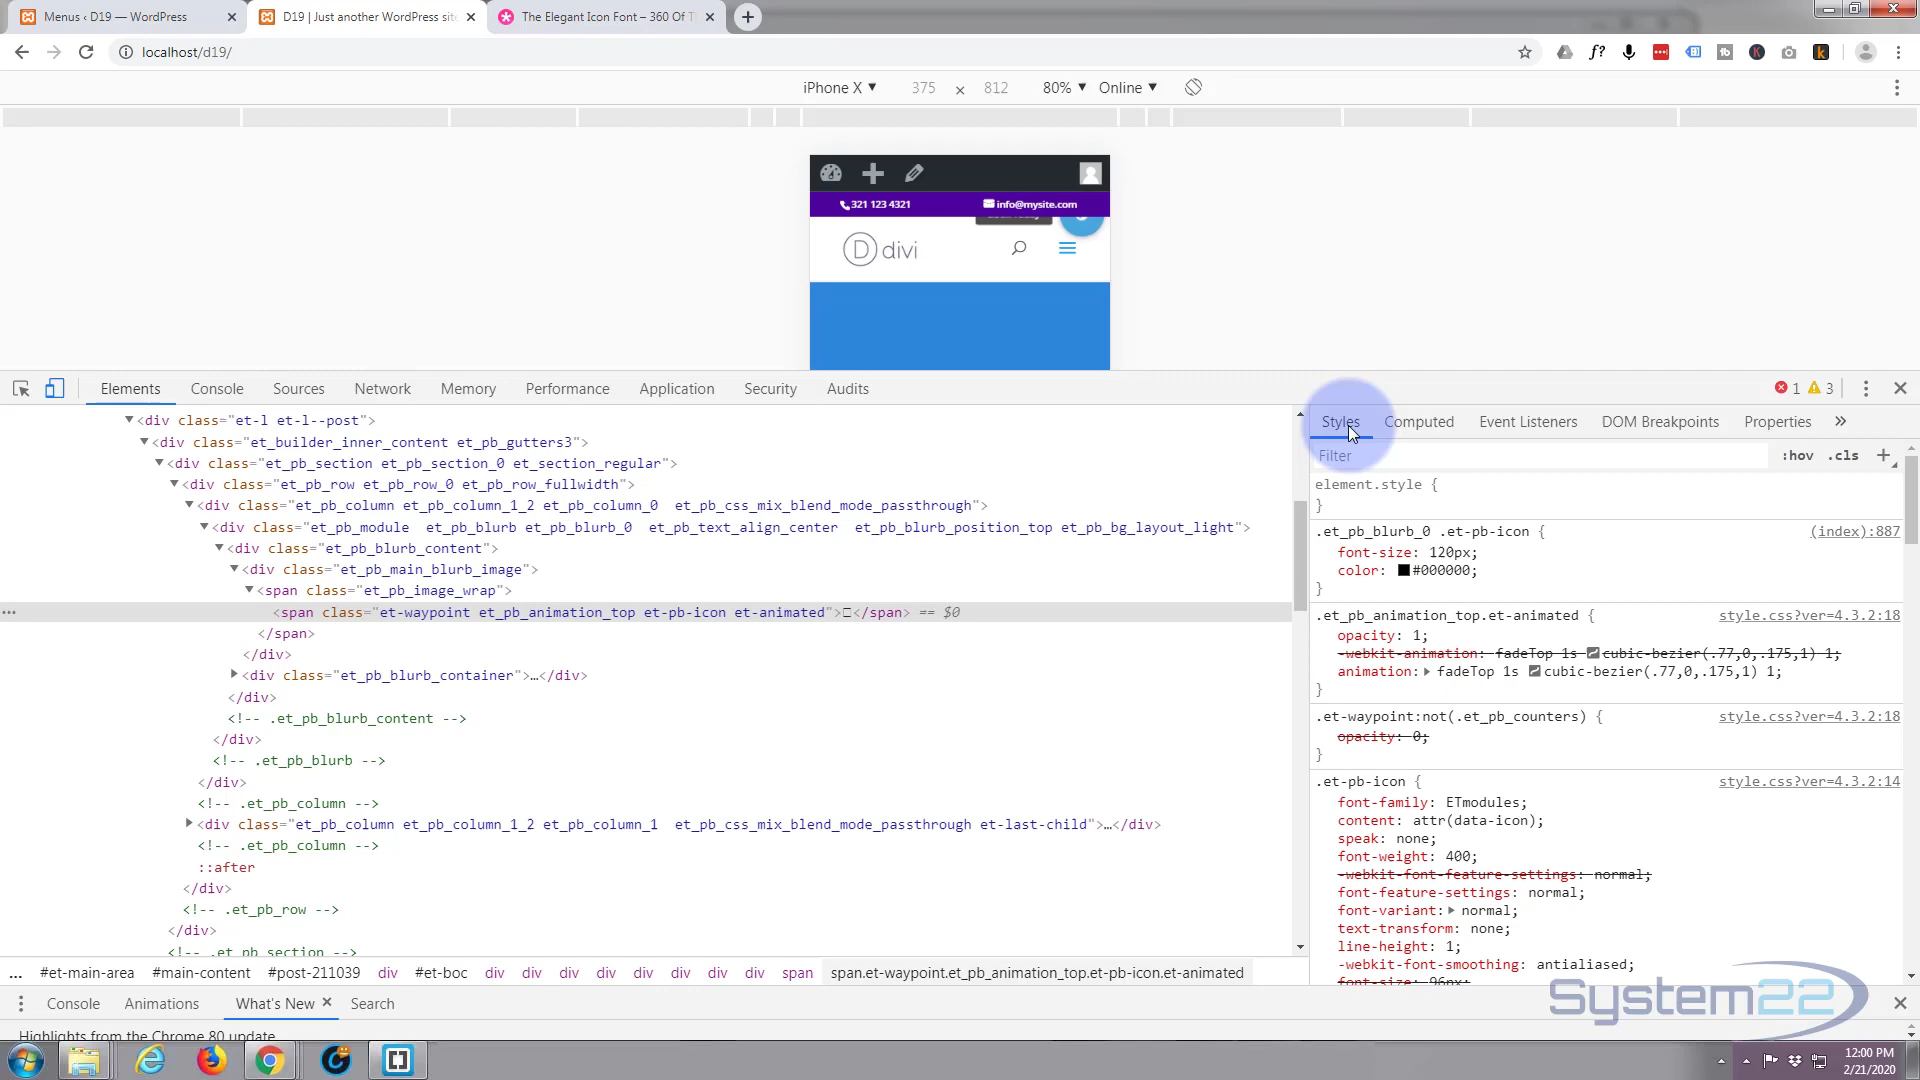 Menus ‹ D19 — WordPress
D19 | Just another WordPress site
The Elegant Icon Font – 360 Of T
localhost/d19/
iPhone X ▼ 375 × 812 80% ▼ Online ▼
321 123 4321
info@mysite.com
D divi
Elements Console Sources Network Memory Performance Application Security Audits
1 3
Styles Computed Event Listeners DOM Breakpoints Properties »
Filter
:hov .cls +
<div class="et-l et-l--post">
<div class="et_builder_inner_content et_pb_gutters3">
<div class="et_pb_section et_pb_section_0 et_section_regular">
<div class="et_pb_row et_pb_row_0 et_pb_row_fullwidth">
<div class="et_pb_column et_pb_column_1_2 et_pb_column_0  et_pb_css_mix_blend_mode_passthrough">
<div class="et_pb_module  et_pb_blurb et_pb_blurb_0  et_pb_text_align_center  et_pb_blurb_position_top et_pb_bg_layout_light">
<div class="et_pb_blurb_content">
<div class="et_pb_main_blurb_image">
<span class="et_pb_image_wrap">
<span class="et-waypoint et_pb_animation_top et-pb-icon et-animated">□</span> == $0
</span>
</div>
<div class="et_pb_blurb_container">…</div>
</div>
<!-- .et_pb_blurb_content -->
</div>
<!-- .et_pb_blurb -->
</div>
<!-- .et_pb_column -->
<div class="et_pb_column et_pb_column_1_2 et_pb_column_1  et_pb_css_mix_blend_mode_passthrough et-last-child">…</div>
<!-- .et_pb_column -->
::after
</div>
<!-- .et_pb_row -->
</div>
<!-- .et_pb_section -->
element.style {
}
.et_pb_blurb_0 .et-pb-icon { (index):887
font-size: 120px;
color: #000000;
}
.et_pb_animation_top.et-animated { style.css?ver=4.3.2:18
opacity: 1;
-webkit-animation: fadeTop 1s cubic-bezier(.77,0,.175,1) 1;
animation: fadeTop 1s cubic-bezier(.77,0,.175,1) 1;
}
.et-waypoint:not(.et_pb_counters) { style.css?ver=4.3.2:18
opacity: 0;
}
.et-pb-icon { style.css?ver=4.3.2:14
font-family: ETmodules;
content: attr(data-icon);
speak: none;
font-weight: 400;
-webkit-font-feature-settings: normal;
font-feature-settings: normal;
font-variant: normal;
text-transform: none;
line-height: 1;
-webkit-font-smoothing: antialiased;
font-size: 96px;
... #et-main-area #main-content #post-211039 div #et-boc div div div div div div div div span span.et-waypoint.et_pb_animation_top.et-pb-icon.et-animated
Console Animations What's New × Search
Highlights from the Chrome 80 update
System22
12:00 PM
2/21/2020